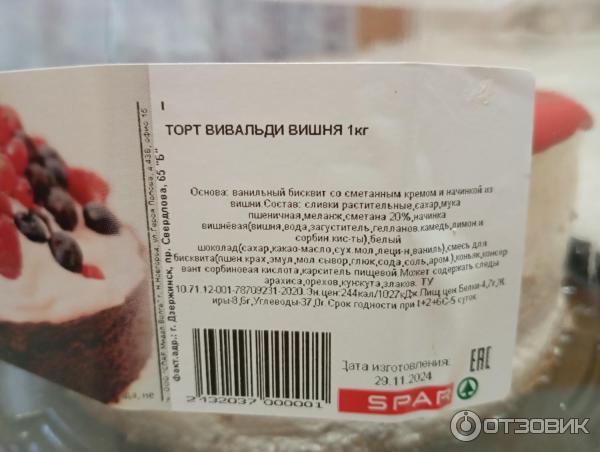 ТОРТ ВИВАЛЬДИ ВИШНЯ 1кг
Основа: ванильный бисквит со сметанным кремом и начинкой из
вишни.Состав: сливки растительные,сахар,мука
пшеничная,меланж,сметана 20%,начинка
вишнёвая(вишня,вода,загуститель,гелланов.камедь,лимон.и
сорбин кис-ты),белый
шоколад(сахар,какао-масло,сух.мол.,леци-н,ваниль),смесь для
бисквита(пшен.крах,эмул,мол.сывор,глюк,сода,соль,аром.),коньяк,консер
вант сорбиновая кислота,карситель пищевой.Может содержать следы
арахиса,орехов,кунжута,злаков. ТУ
10.71.12-001-78709231-2020.Эн.цен:244кал/1027кДж.Пищ.цен.Белки-4,7г,Ж
иры-8,6г,Углеводы-37,0г.Срок годности при t+2+6С-5 суток
Дата изготовления:
29.11.2024
EAC
2132037 000001
SPAR
Факт.адр.: г. Дзержинск, пр. Свердлова, 65 "Б"
ОТЗОВИК